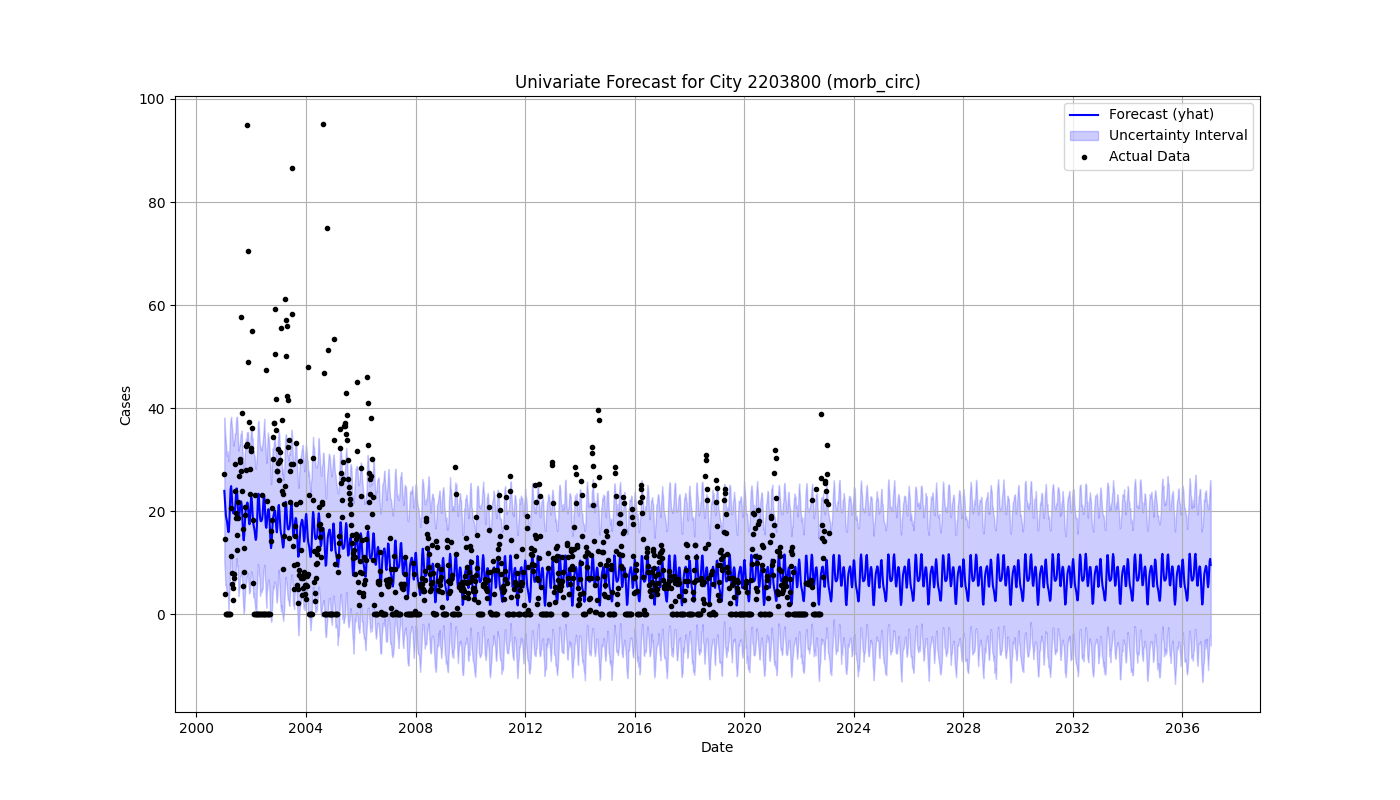 Univariate Forecast for City 2203800 (morb_circ)
Forecast (yhat)
Uncertainty Interval
Actual Data
100
80
60
40
20
0
Cases
2000 2004 2008 2012 2016 2020 2024 2028 2032 2036
Date